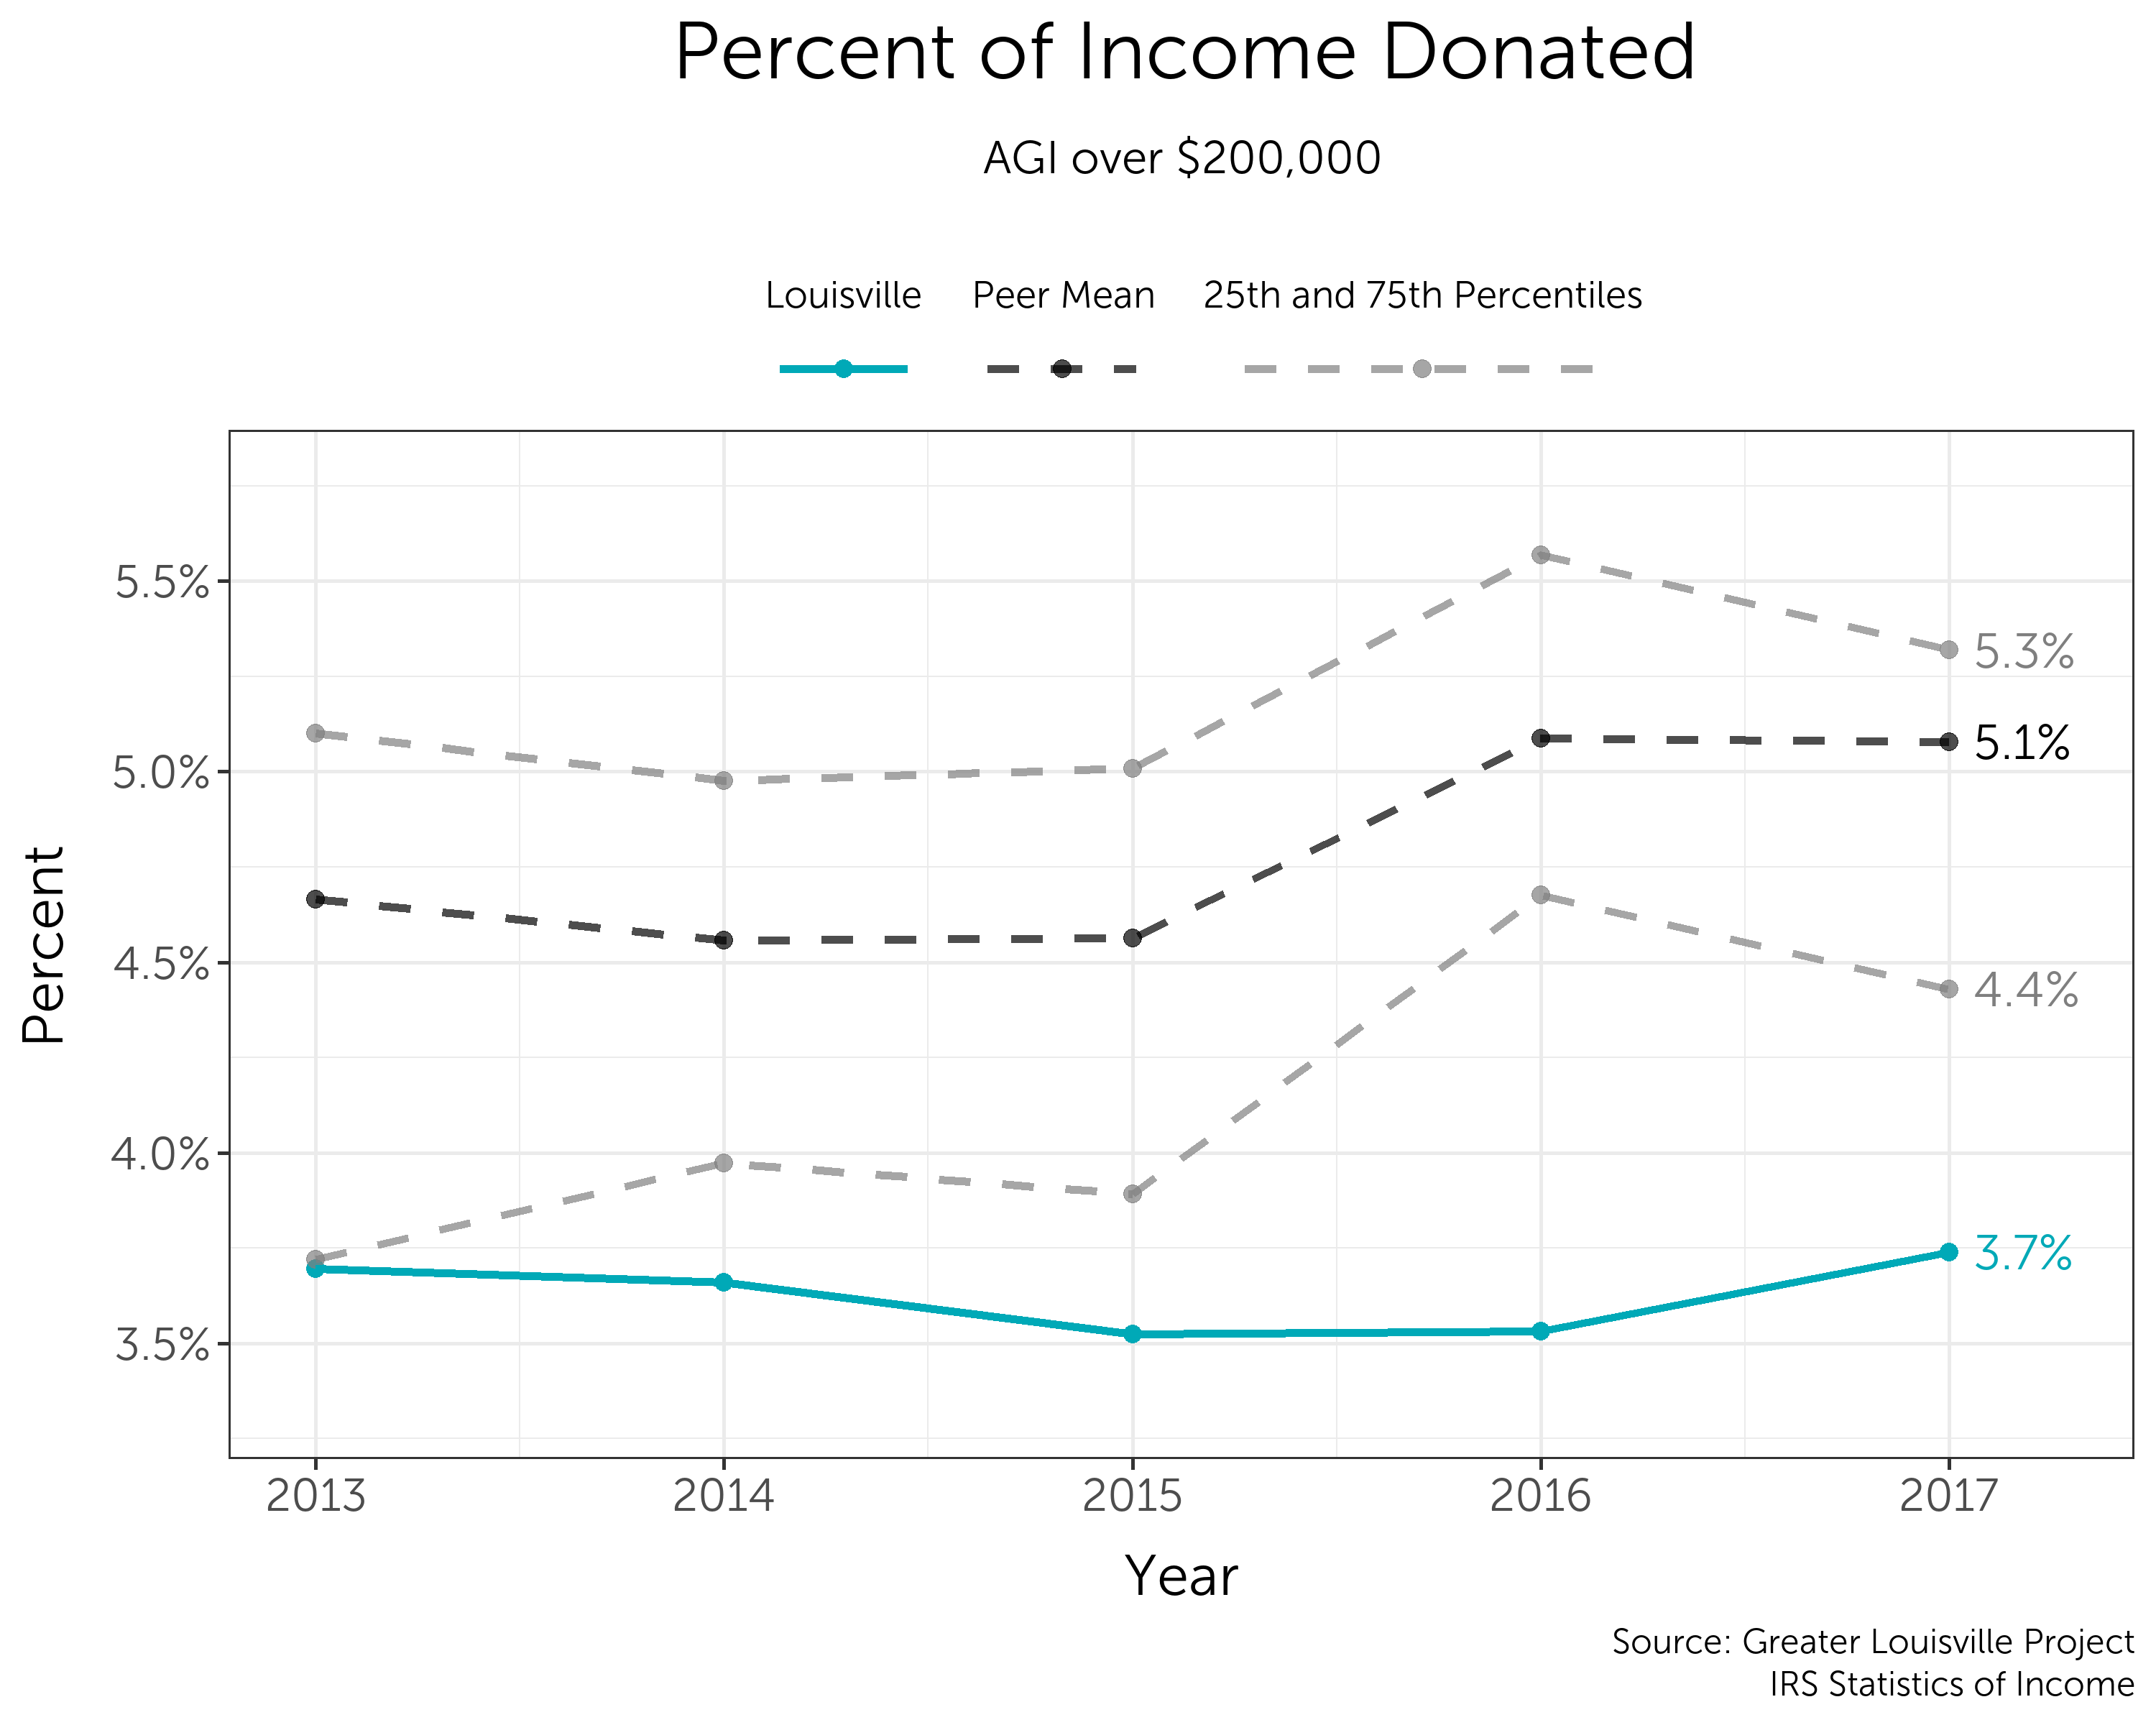 Percent of Income Donated
AGI over $200,000
Louisville Peer Mean 25th and 75th Percentiles
5.5%
5.0%
4.5%
4.0%
3.5%
Percent
5.3%
5.1%
4.4%
3.7%
2013 2014 2015 2016 2017
Year
Source: Greater Louisville Project
IRS Statistics of Income